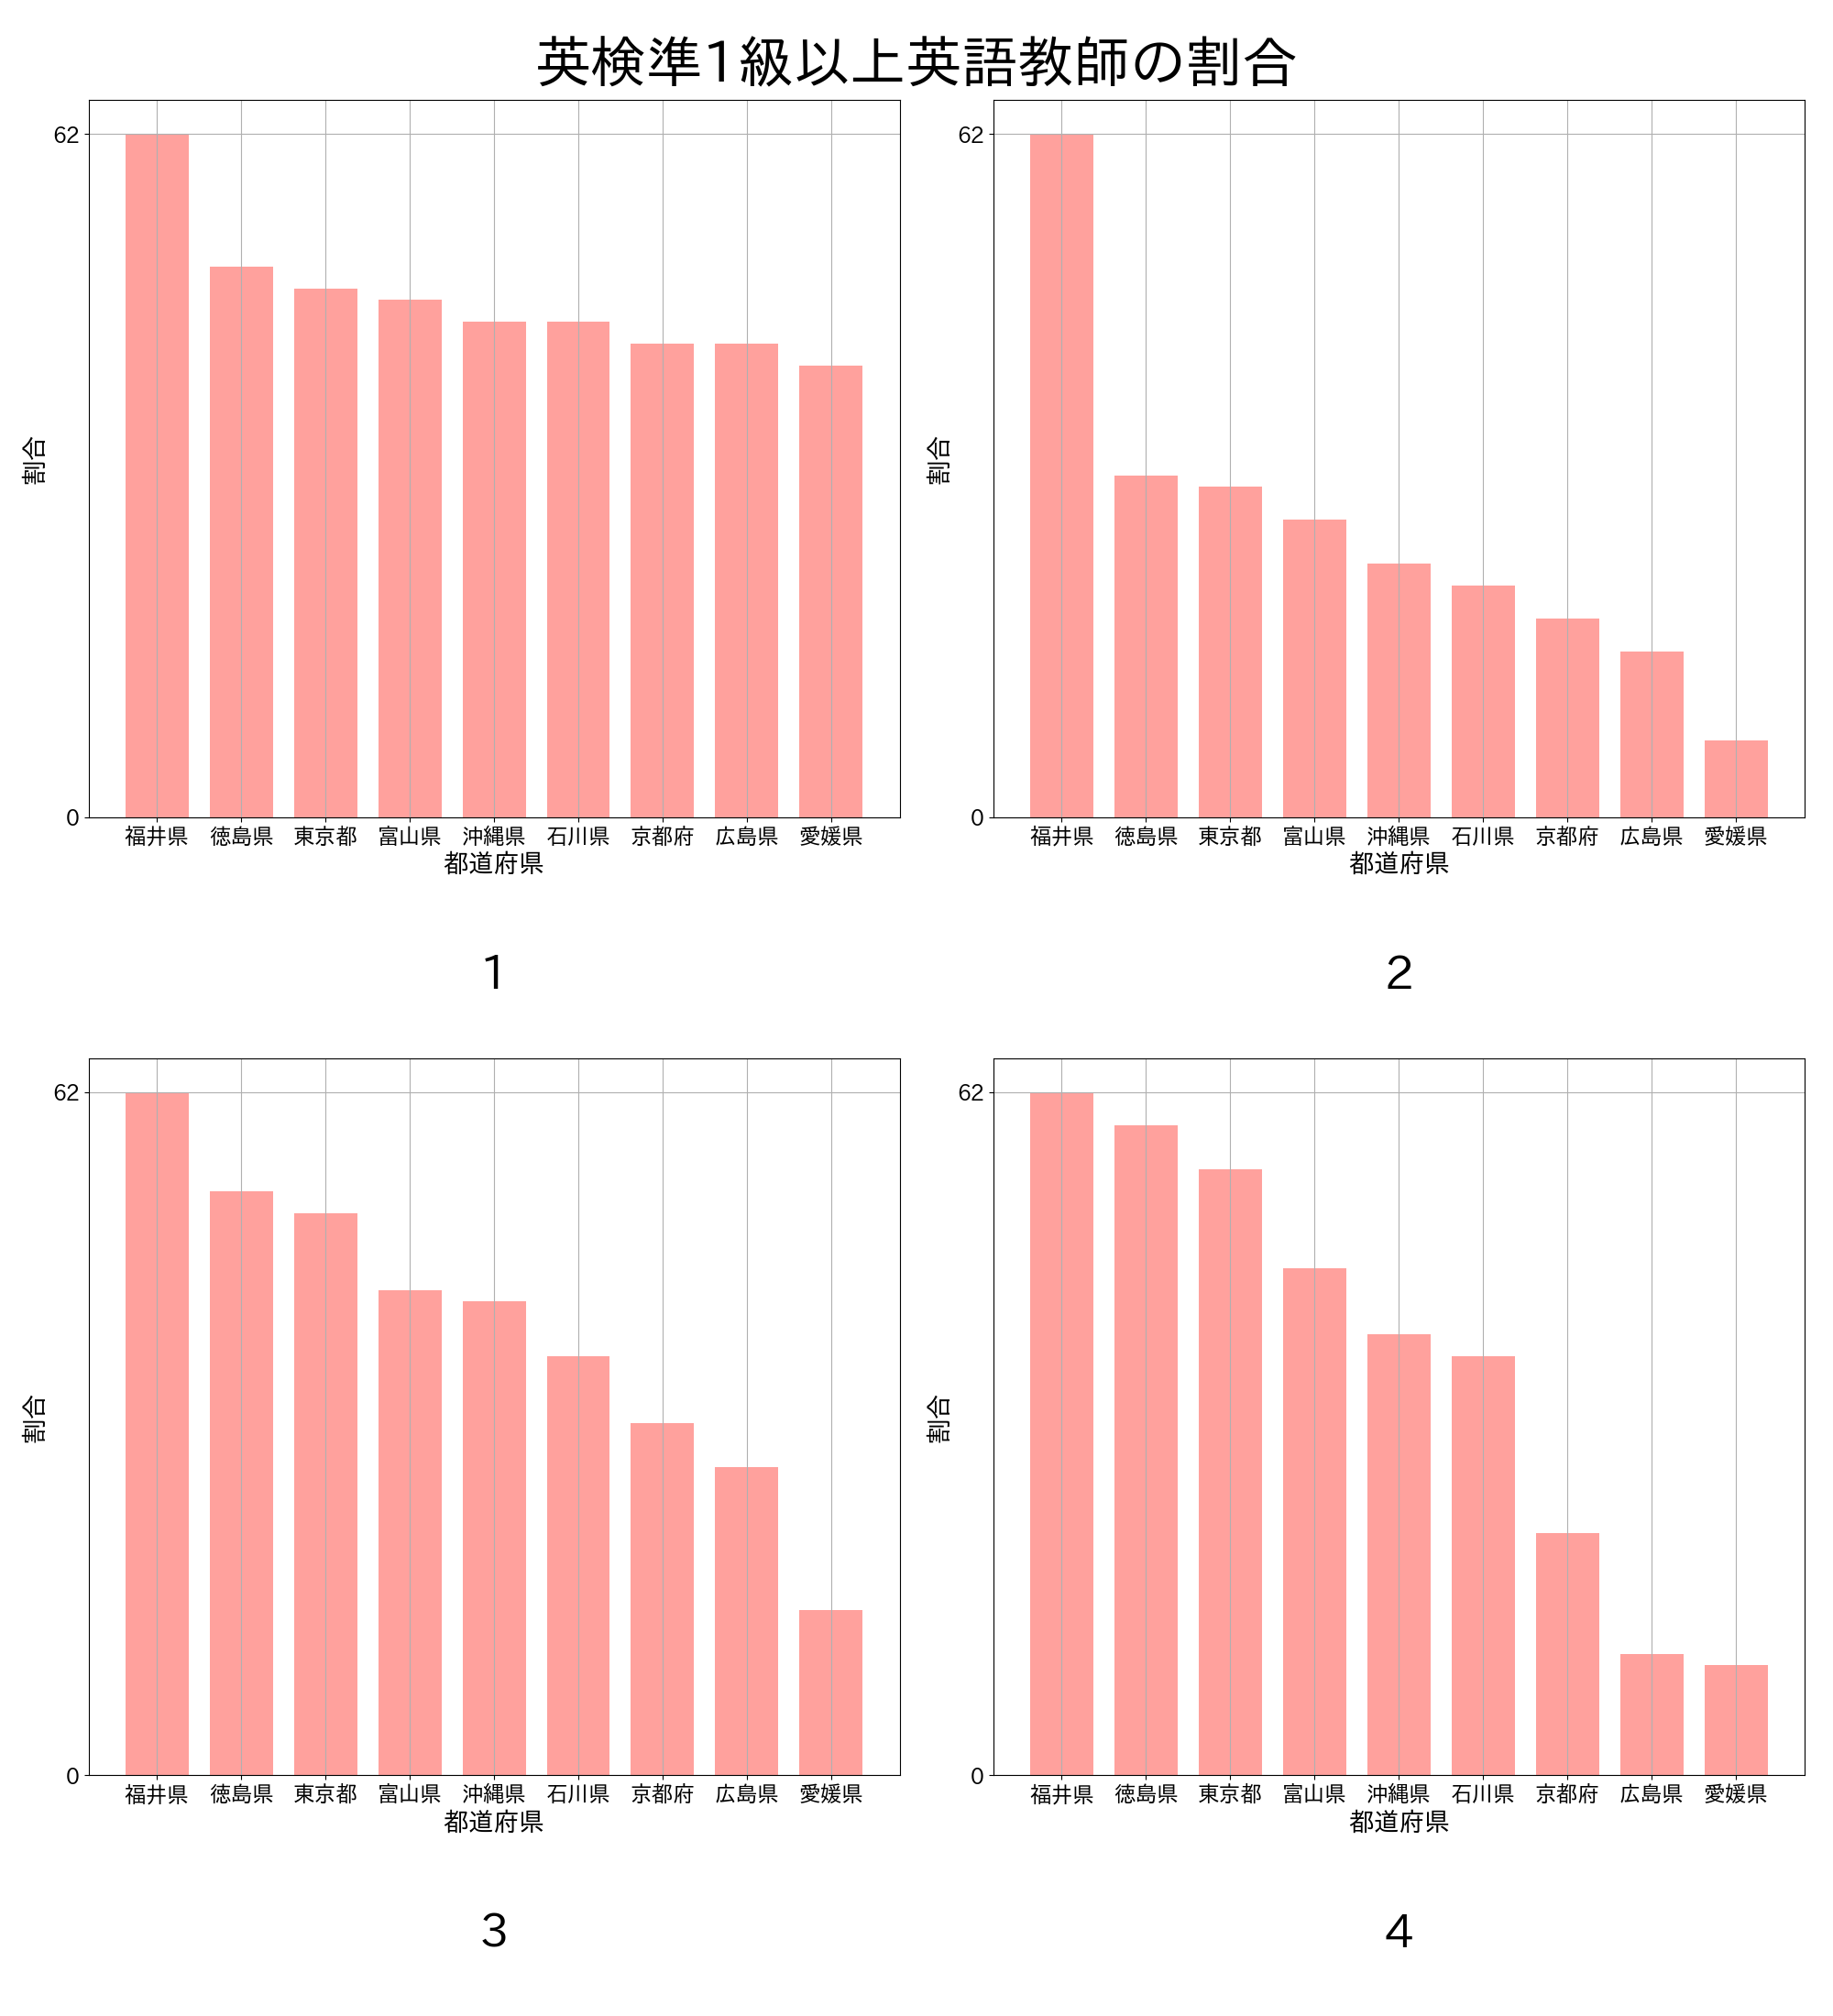 英検準1級以上英語教師の割合
62
0
割合
福井県 徳島県 東京都 富山県 沖縄県 石川県 京都府 広島県 愛媛県
都道府県
1
62
0
割合
福井県 徳島県 東京都 富山県 沖縄県 石川県 京都府 広島県 愛媛県
都道府県
2
62
0
割合
福井県 徳島県 東京都 富山県 沖縄県 石川県 京都府 広島県 愛媛県
都道府県
3
62
0
割合
福井県 徳島県 東京都 富山県 沖縄県 石川県 京都府 広島県 愛媛県
都道府県
4